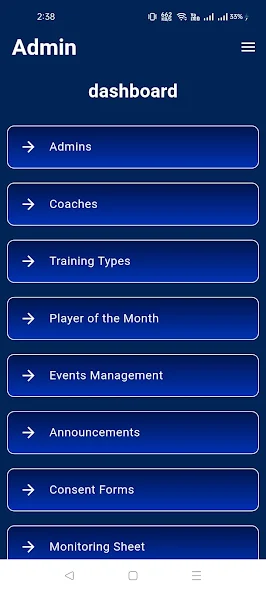 2:38
33%
Admin
dashboard
Admins
Coaches
Training Types
Player of the Month
Events Management
Announcements
Consent Forms
Monitoring Sheet